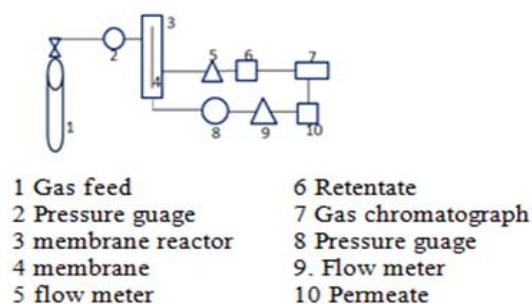 3
2
5
6
7
4
1
8
9
10
1 Gas feed
2 Pressure guage
3 membrane reactor
4 membrane
5 flow meter
6 Retentate
7 Gas chromatograph
8 Pressure guage
9. Flow meter
10 Permeate